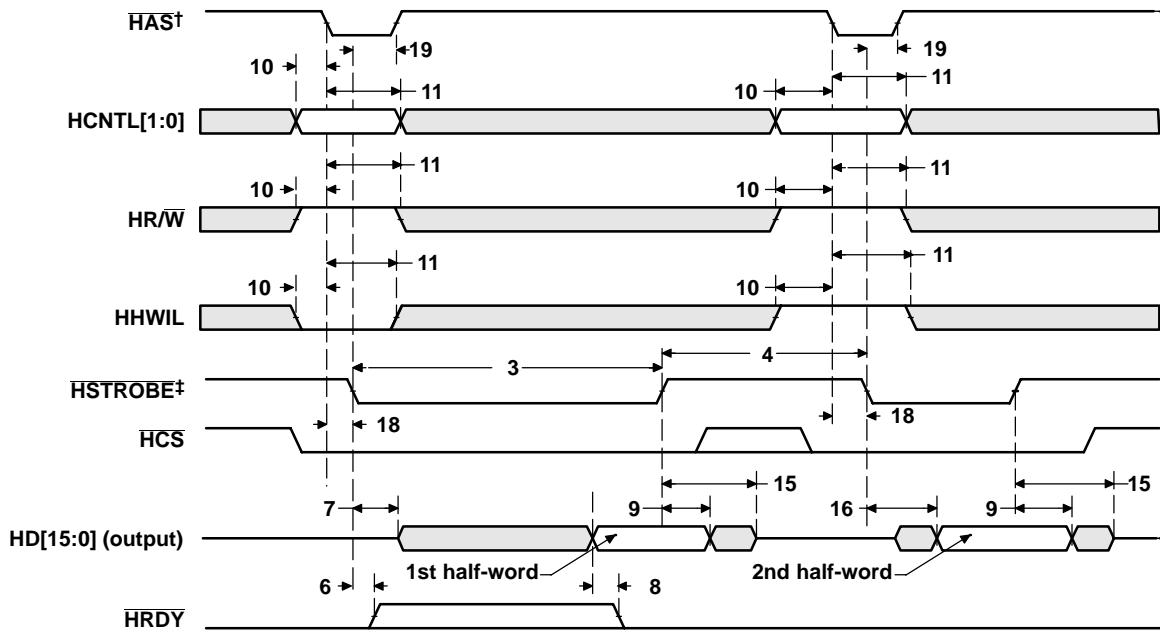 HAS†
19
19
10
11
10
11
HCNTL[1:0]
11
11
10
10
HR/W
11
11
10
10
HHWIL
3
4
HSTROBE‡
18
18
HCS
15
15
7
9
16
9
HD[15:0] (output)
1st half-word
2nd half-word
6
8
HRDY